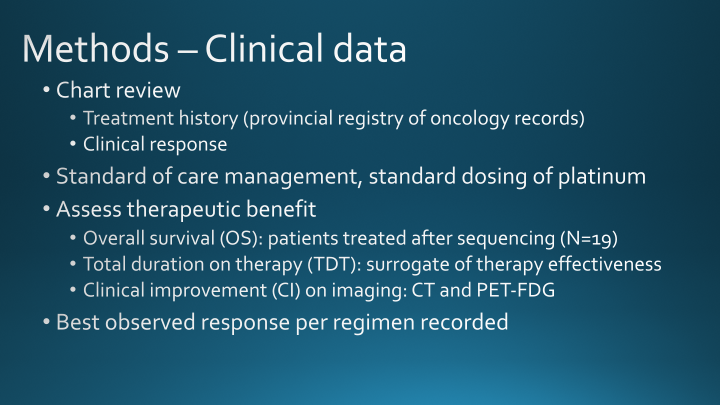 Methods – Clinical data
• Chart review
• Treatment history (provincial registry of oncology records)
• Clinical response
• Standard of care management, standard dosing of platinum
• Assess therapeutic benefit
• Overall survival (OS): patients treated after sequencing (N=19)
• Total duration on therapy (TDT): surrogate of therapy effectiveness
• Clinical improvement (CI) on imaging: CT and PET-FDG
• Best observed response per regimen recorded